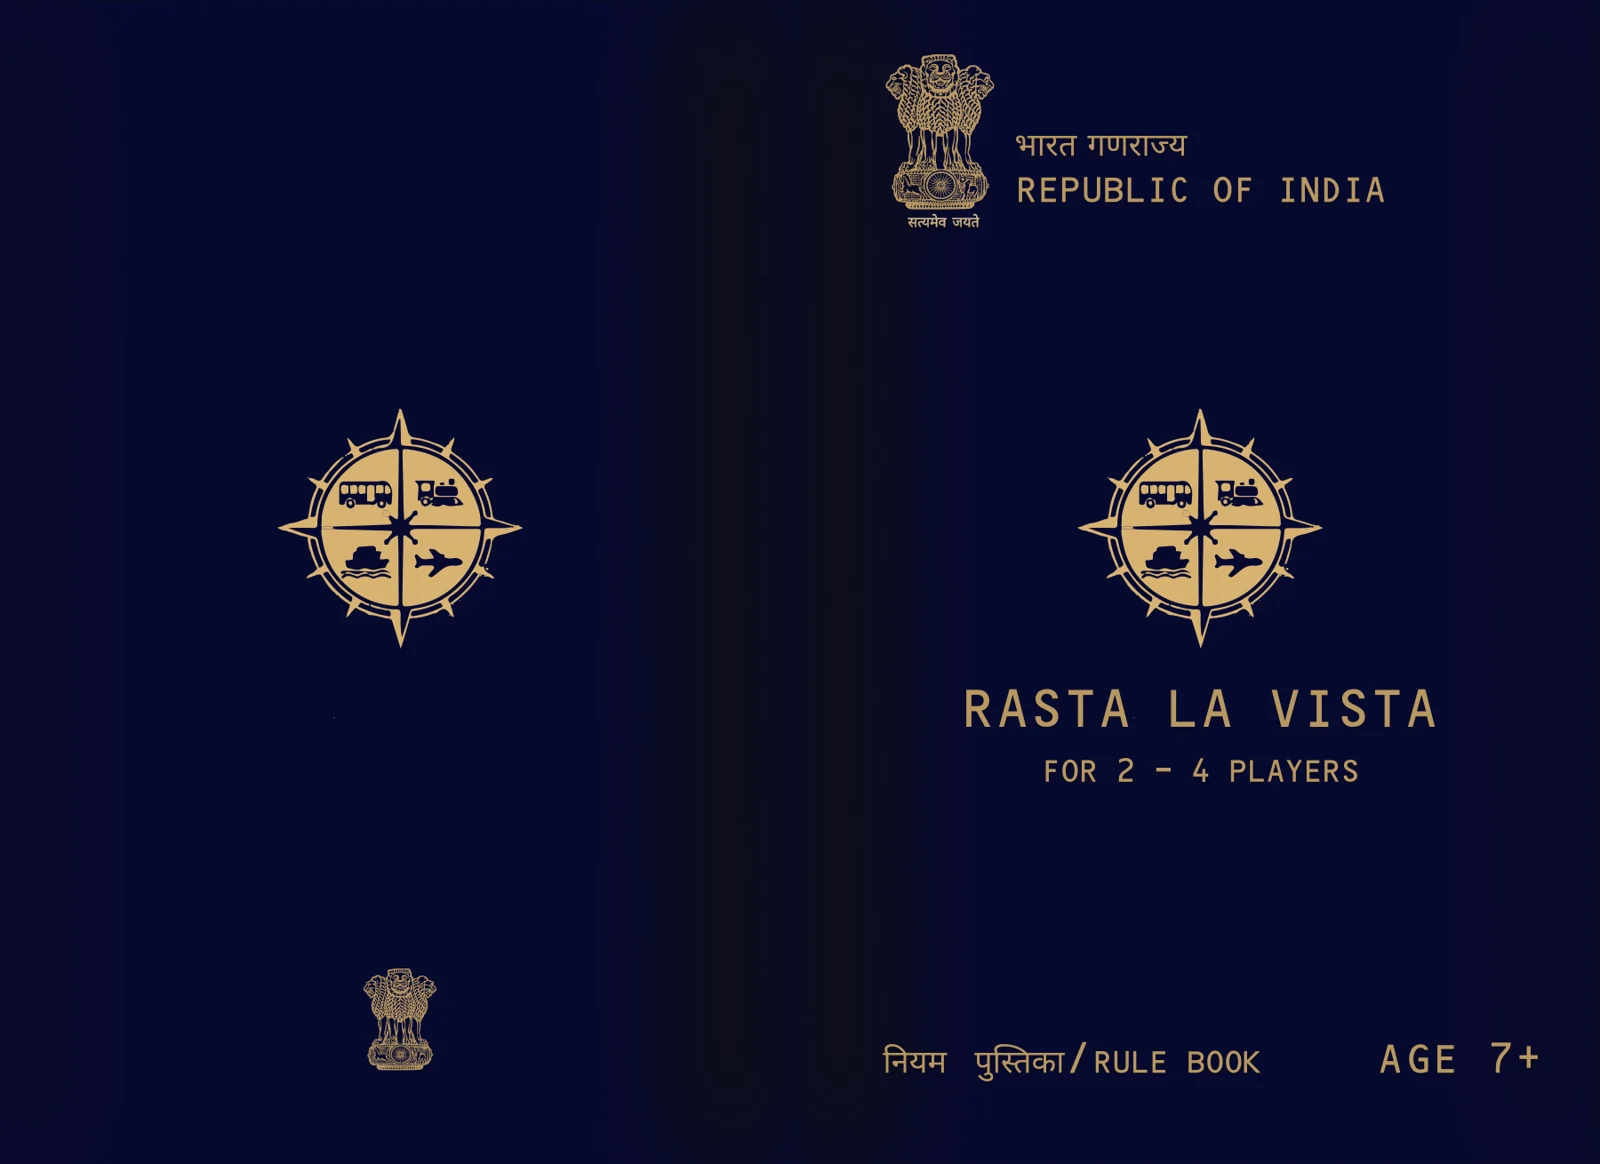 भारत गणराज्य
REPUBLIC OF INDIA
सत्यमेव जयते
RASTA LA VISTA
FOR 2 - 4 PLAYERS
नियम पुस्तिका/RULE BOOK
AGE 7+